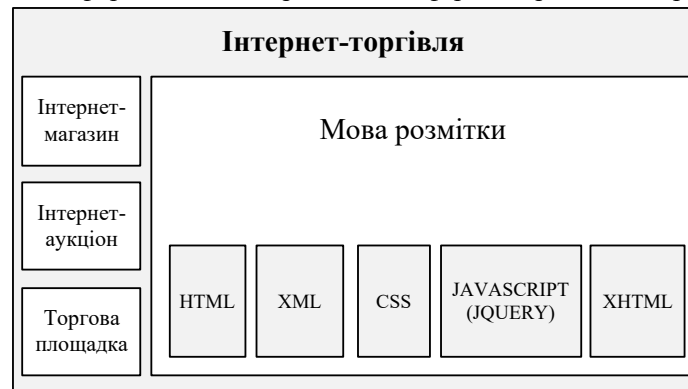 Інтернет-торгівля
Інтернет-
магазин
Мова розмітки
Інтернет-
аукціон
Торгова
площадка
HTML
XML
CSS
JAVASCRIPT
(JQUERY)
XHTML